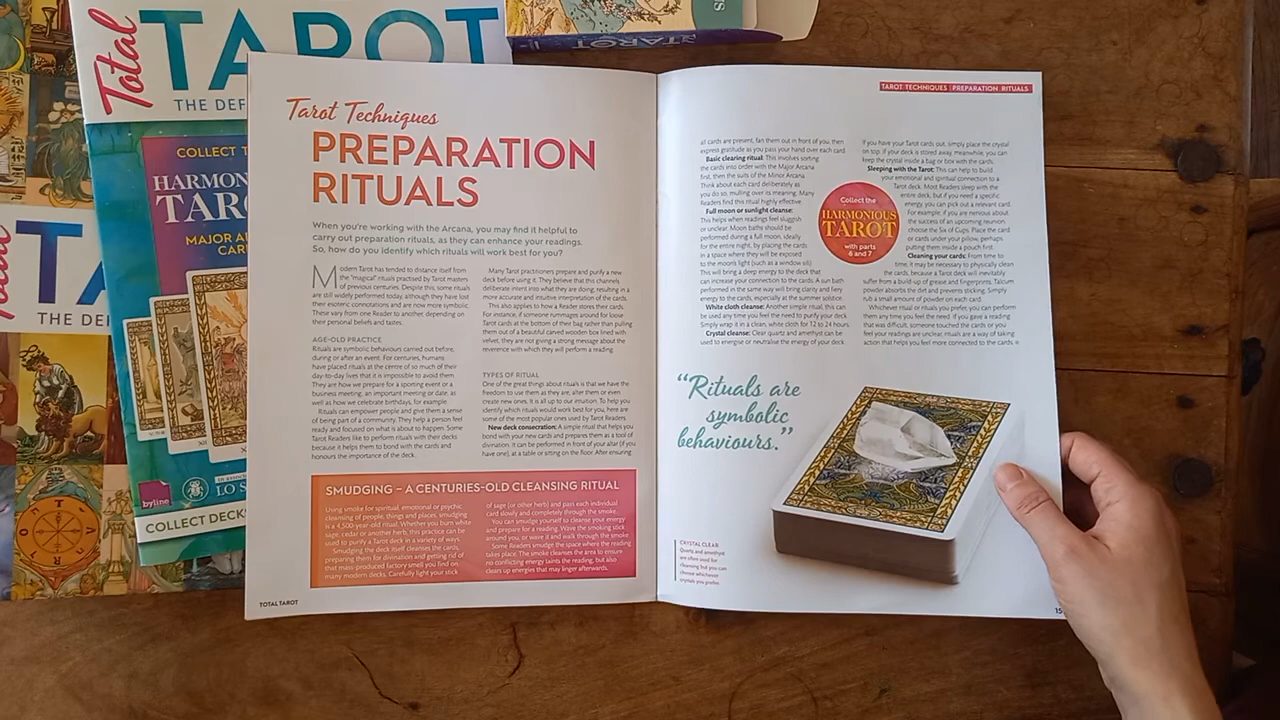 Total
TAROT
THE DEF
COLLECT T
HARMON
TARO
MAJOR A
CAR
byline
LO S
COLLECT DECKS
TA
THE DEF
TAROT
Tarot Techniques
PREPARATION
RITUALS
When you're working with the Arcana, you may find it helpful to
carry out preparation rituals, as they can enhance your readings.
So, how do you identify which rituals will work best for you?
Modern Tarot has tended to distance itself from
the "magical" rituals practised by Tarot masters
of previous centuries. Despite this, some rituals
are still widely performed today, although they have lost
their esoteric connotations and are now more symbolic.
These vary from one Reader to another, depending on
their personal beliefs and tastes.
AGE-OLD PRACTICE
Rituals are symbolic behaviours carried out before,
during or after an event. For centuries, humans
have placed rituals at the centre of so much of their
day-to-day lives that it is impossible to avoid them.
They are how we prepare for a sporting event or a
business meeting, an important meeting or date, as
well as how we celebrate birthdays, for example.
Rituals can empower people and give them a sense
of being part of a community. They help a person feel
ready and focused on what is about to happen. Some
Tarot Readers like to perform rituals with their decks
because it helps them to bond with the cards and
honours the importance of the deck.
Many Tarot practitioners prepare and purify a new
deck before using it. They believe that this channels
deliberate intent into what they are doing, resulting in a
more accurate and intuitive interpretation of the cards.
This also applies to how a Reader stores their cards.
For instance, if someone rummages around for loose
Tarot cards at the bottom of their bag rather than pulling
them out of a beautiful carved wooden box lined with
velvet, they are not giving a strong message about the
reverence with which they will perform a reading.
TYPES OF RITUAL
One of the great things about rituals is that we have the
freedom to use them as they are, alter them or even
create new ones. It is all up to our intuition. To help you
identify which rituals would work best for you, here are
some of the most popular ones used by Tarot Readers.
New deck consecration: A simple ritual that helps you
bond with your new cards and prepares them as a tool of
divination. It can be performed in front of your altar (if you
have one), at a table or sitting on the floor. After ensuring
SMUDGING – A CENTURIES-OLD CLEANSING RITUAL
Using smoke for spiritual, emotional or psychic
cleansing of people, things and places, smudging
is a 4,500-year-old ritual. Whether you burn white
sage, cedar or another herb, this practice can be
used to purify a Tarot deck in a variety of ways.
Smudging the deck itself cleanses the cards,
preparing them for divination and getting rid of
that mass-produced factory smell you find on
many modern decks. Carefully light your stick
of sage (or other herb) and pass each individual
card slowly and completely through the smoke.
You can smudge yourself to cleanse your energy
and prepare for a reading. Wave the smoking stick
around you, or wave it and walk through the smoke.
Some Readers smudge the space where the reading
takes place. The smoke cleanses the area to ensure
no conflicting energy taints the reading, but also
clears up energies that may linger afterwards.
TOTAL TAROT
TAROT TECHNIQUES | PREPARATION RITUALS
all cards are present, fan them out in front of you, then
express gratitude as you pass your hand over each card.
Basic clearing ritual: This involves sorting
the cards into order with the Major Arcana
first, then the suits of the Minor Arcana.
Think about each card deliberately as
you do so, mulling over its meaning. Many
Readers find this ritual highly effective.
Full moon or sunlight cleanse:
This helps when readings feel sluggish
or unclear. Moon baths should be
performed during a full moon, ideally
for the entire night, by placing the cards
in a space where they will be exposed
to the moon's light (such as a window sill).
This will bring a deep energy to the deck that
can increase your connection to the cards. A sun bath
performed in the same way will bring clarity and fiery
energy to the cards, especially at the summer solstice.
White cloth cleanse: Another simple ritual, this can
be used any time you feel the need to purify your deck.
Simply wrap it in a clean, white cloth for 12 to 24 hours.
Crystal cleanse: Clear quartz and amethyst can be
used to energise or neutralise the energy of your deck.
If you have your Tarot cards out, simply place the crystal
on top. If your deck is stored away, meanwhile, you can
keep the crystal inside a bag or box with the cards.
Sleeping with the Tarot: This can help to build
your emotional and spiritual connection to a
Tarot deck. Most Readers sleep with the
entire deck, but if you need a specific
energy, you can pick out a relevant card.
For example, if you are nervous about
the success of an upcoming reunion,
choose the Six of Cups. Place the card
or cards under your pillow, perhaps
putting them inside a pouch first.
Cleaning your cards: From time to
time, it may be necessary to physically clean
the cards, because a Tarot deck will inevitably
suffer from a build-up of grease and fingerprints. Talcum
powder absorbs the dirt and prevents sticking. Simply
rub a small amount of powder on each card.
Whichever ritual or rituals you prefer, you can perform
them any time you feel the need. If you gave a reading
that was difficult, someone touched the cards or you
feel your readings are unclear, rituals are a way of taking
action that helps you feel more connected to the cards.
Collect the
HARMONIOUS
TAROT
with parts
6 and 7
"Rituals are
symbolic
behaviours."
CRYSTAL CLEAR
Quartz and amethyst
are often used for
cleansing but you can
choose whichever
crystals you prefer.
15